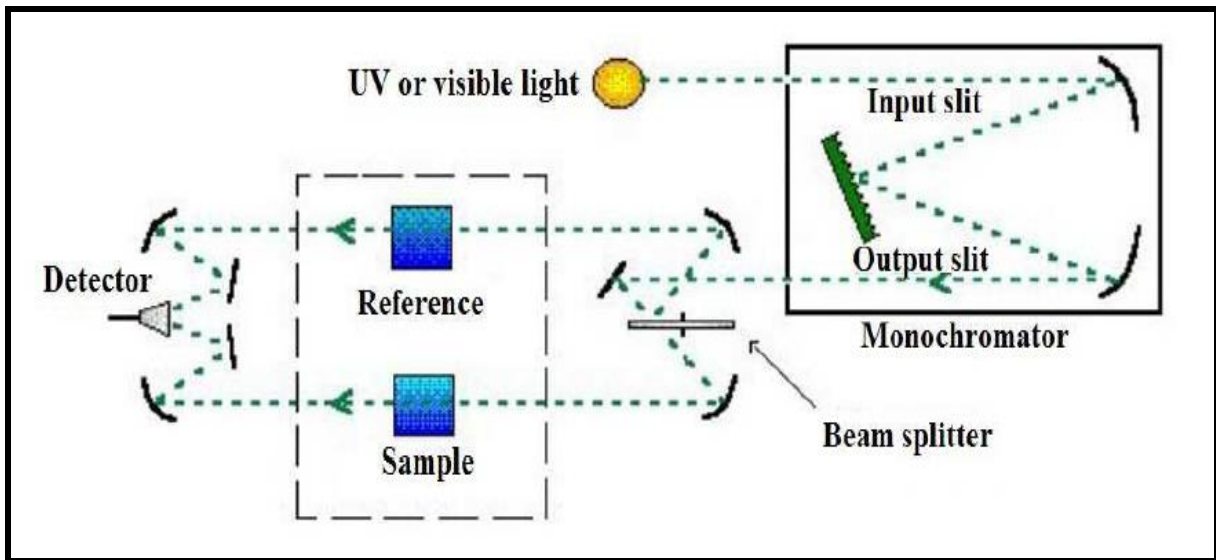 UV or visible light
Input slit
Output slit
Monochromator
Detector
Reference
Sample
Beam splitter